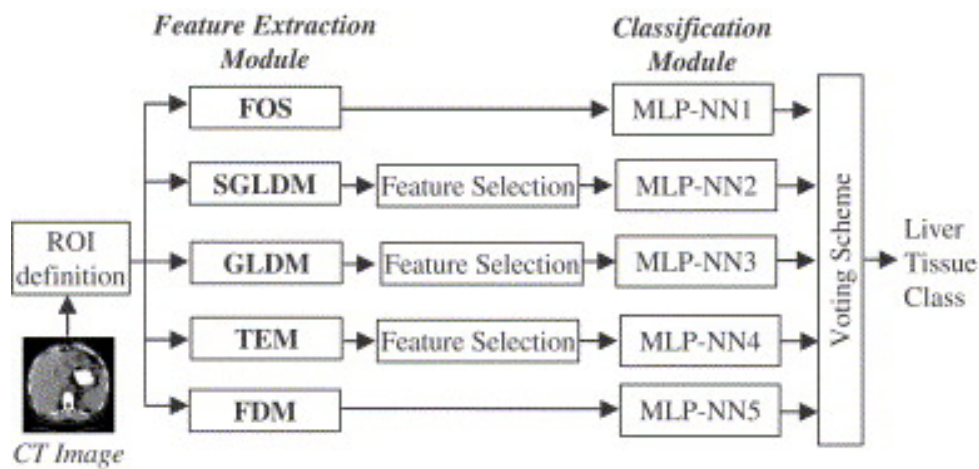 Feature Extraction
Module
Classification
Module
FOS
MLP-NN1
SGLDM
Feature Selection
MLP-NN2
ROI
definition
GLDM
Feature Selection
MLP-NN3
TEM
Feature Selection
MLP-NN4
FDM
MLP-NN5
Voting Scheme
Liver
Tissue
Class
CT Image